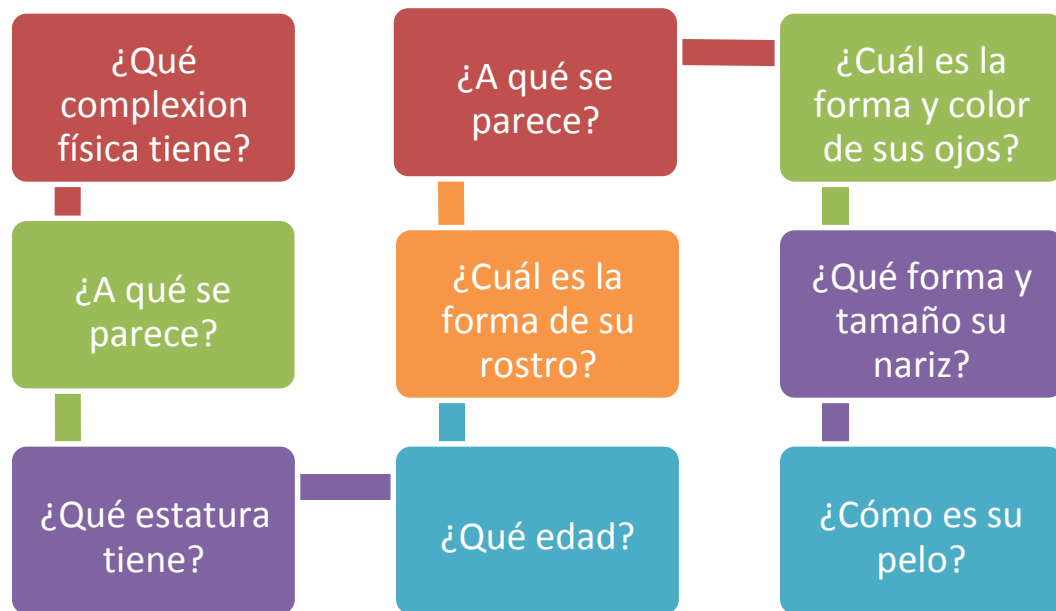 ¿Qué
complexion
física tiene?
¿A qué se
parece?
¿Qué estatura
tiene?
¿Qué edad?
¿Cuál es la
forma de su
rostro?
¿A qué se
parece?
¿Cuál es la
forma y color
de sus ojos?
¿Qué forma y
tamaño su
nariz?
¿Cómo es su
pelo?